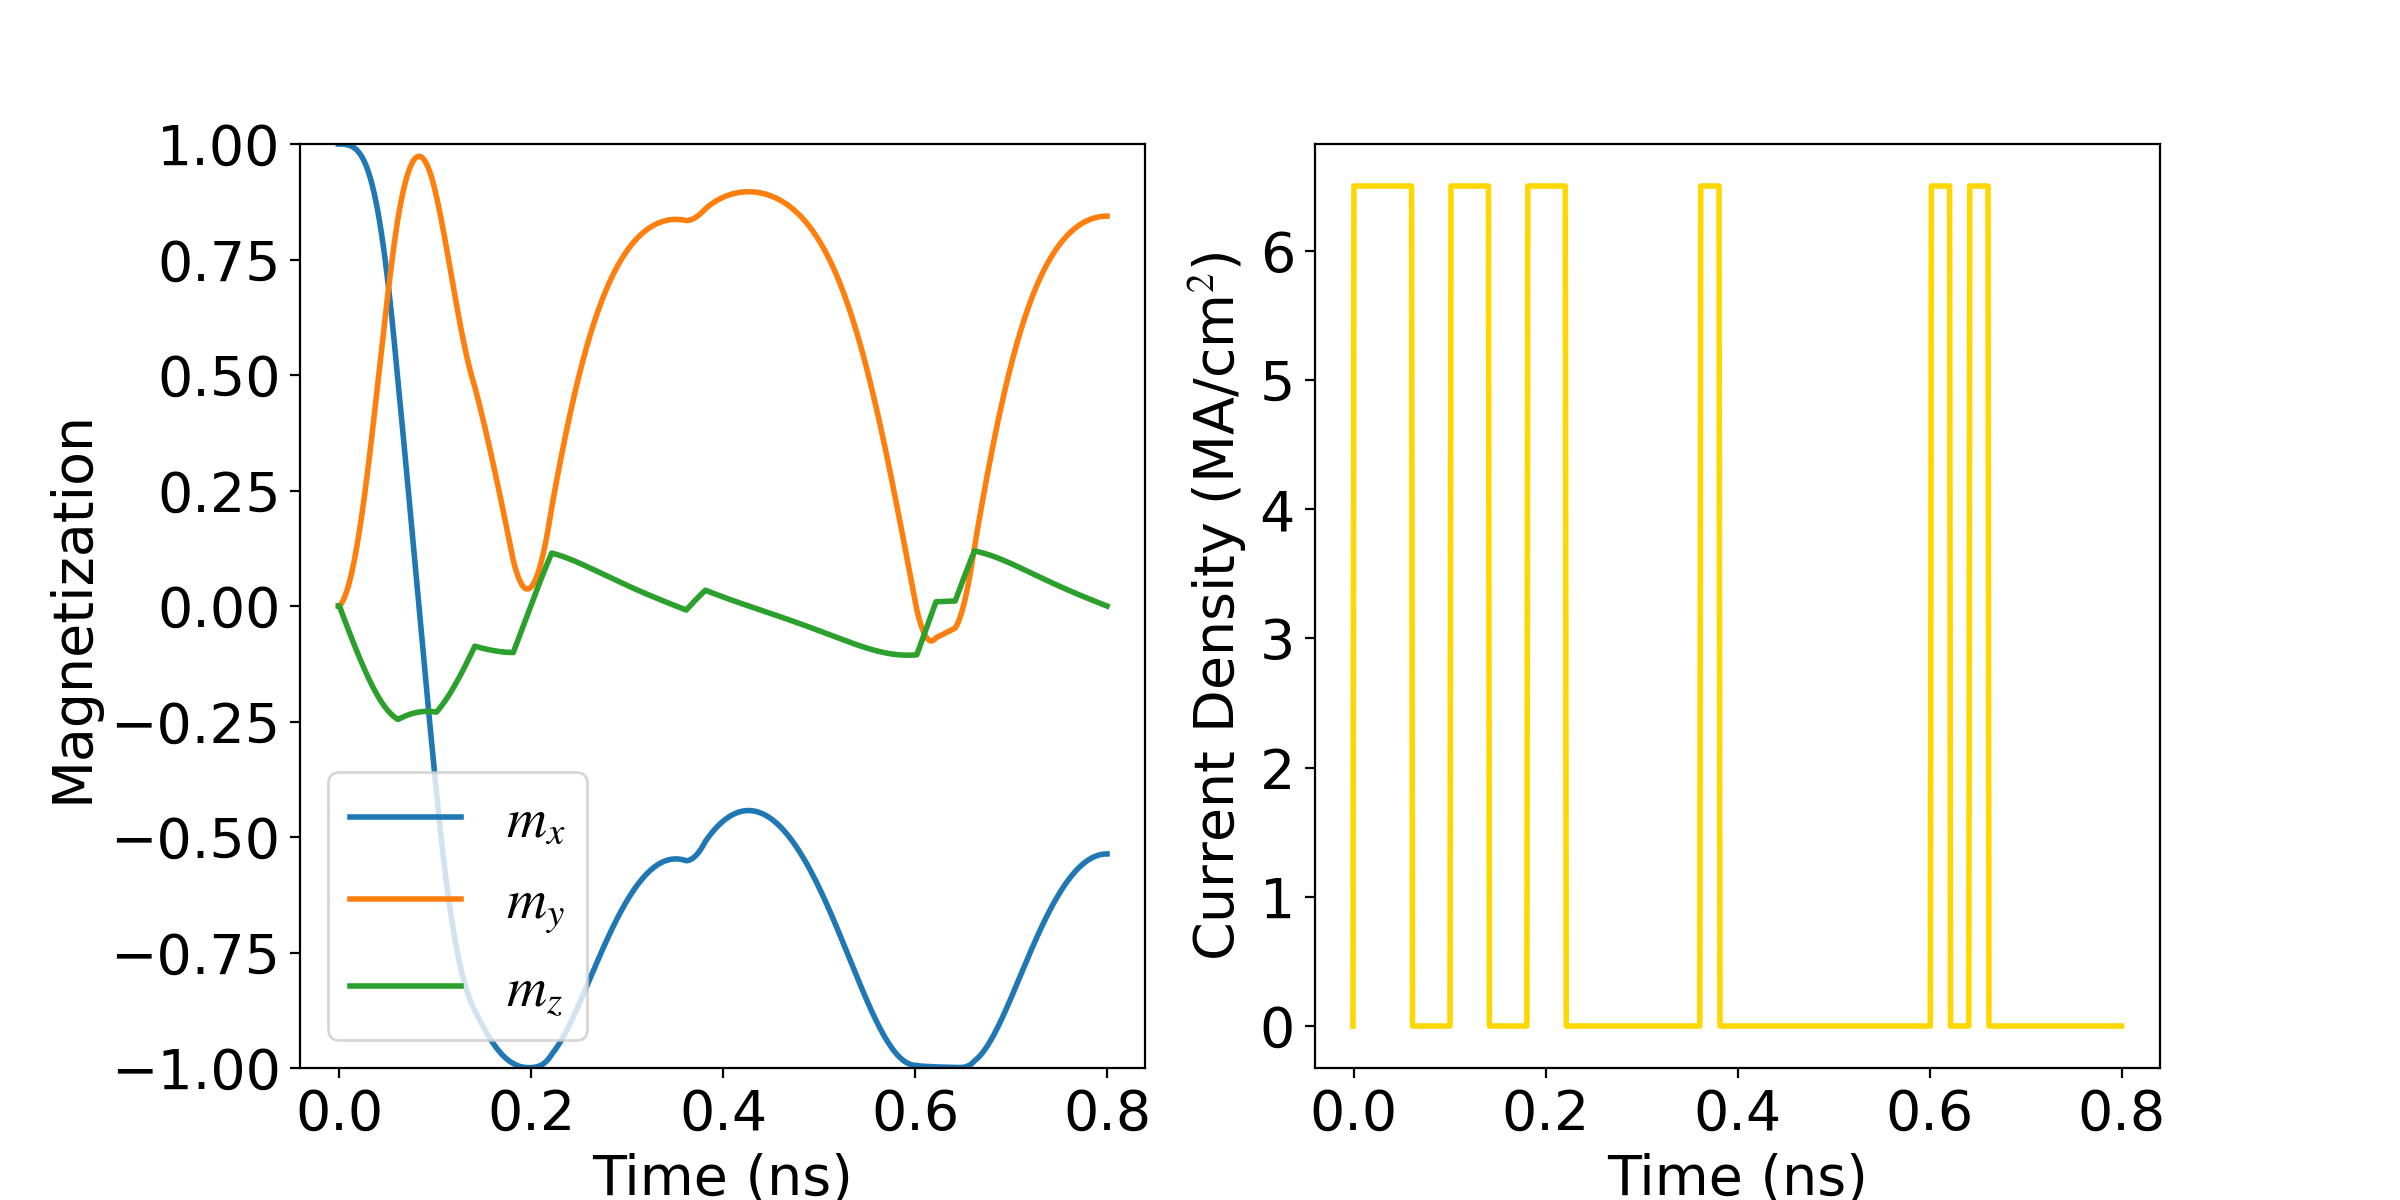 1.00
0.75
0.50
0.25
0.00
−0.25
−0.50
−0.75
−1.00
Magnetization
m_x
m_y
m_z
0.0 0.2 0.4 0.6 0.8
Time (ns)
6
5
4
3
2
1
0
Current Density (MA/cm²)
0.0 0.2 0.4 0.6 0.8
Time (ns)